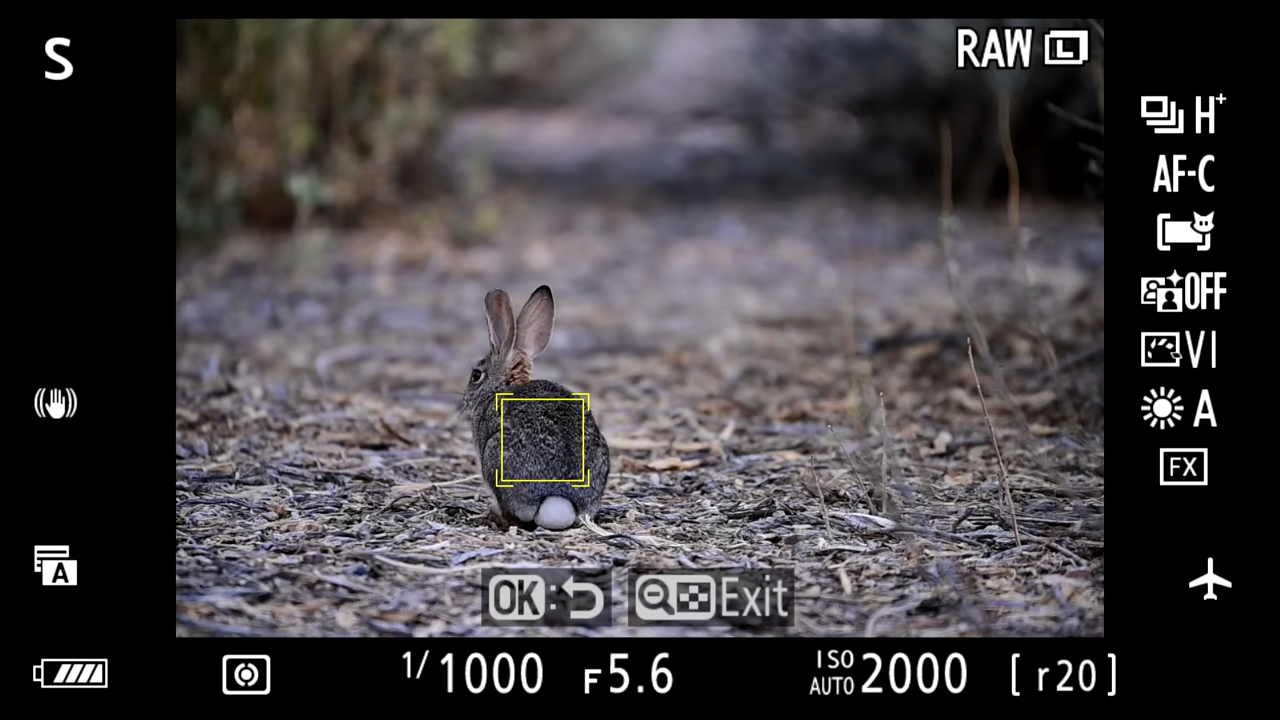 S
RAW L
H+
AF-C
OFF
VI
A
FX
A
OK:
Exit
1/1000 F5.6 ISO AUTO 2000 [r20]